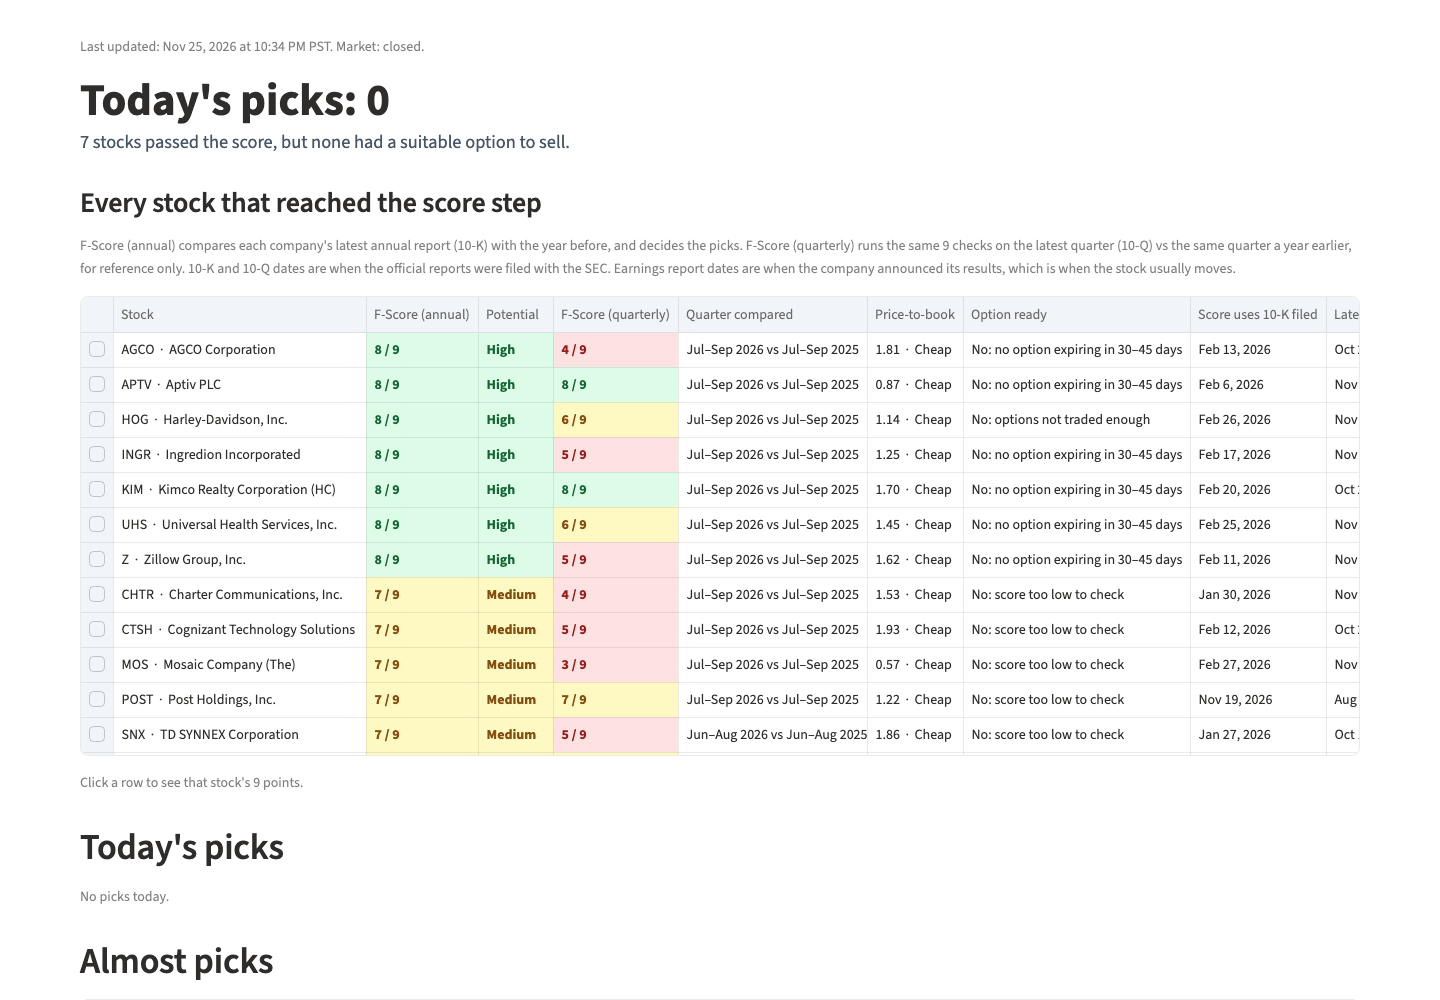 Last updated: Nov 25, 2026 at 10:34 PM PST. Market: closed.
Today's picks: 0
7 stocks passed the score, but none had a suitable option to sell.
Every stock that reached the score step
F-Score (annual) compares each company's latest annual report (10-K) with the year before, and decides the picks. F-Score (quarterly) runs the same 9 checks on the latest quarter (10-Q) vs the same quarter a year earlier,
for reference only. 10-K and 10-Q dates are when the official reports were filed with the SEC. Earnings report dates are when the company announced its results, which is when the stock usually moves.
Stock F-Score (annual) Potential F-Score (quarterly) Quarter compared Price-to-book Option ready Score uses 10-K filed Late
AGCO · AGCO Corporation 8 / 9 High 4 / 9 Jul–Sep 2026 vs Jul–Sep 2025 1.81 · Cheap No: no option expiring in 30–45 days Feb 13, 2026 Oct
APTV · Aptiv PLC 8 / 9 High 8 / 9 Jul–Sep 2026 vs Jul–Sep 2025 0.87 · Cheap No: no option expiring in 30–45 days Feb 6, 2026 Nov
HOG · Harley-Davidson, Inc. 8 / 9 High 6 / 9 Jul–Sep 2026 vs Jul–Sep 2025 1.14 · Cheap No: options not traded enough Feb 26, 2026 Nov
INGR · Ingredion Incorporated 8 / 9 High 5 / 9 Jul–Sep 2026 vs Jul–Sep 2025 1.25 · Cheap No: no option expiring in 30–45 days Feb 17, 2026 Nov
KIM · Kimco Realty Corporation (HC) 8 / 9 High 8 / 9 Jul–Sep 2026 vs Jul–Sep 2025 1.70 · Cheap No: no option expiring in 30–45 days Feb 20, 2026 Oct
UHS · Universal Health Services, Inc. 8 / 9 High 6 / 9 Jul–Sep 2026 vs Jul–Sep 2025 1.45 · Cheap No: no option expiring in 30–45 days Feb 25, 2026 Nov
Z · Zillow Group, Inc. 8 / 9 High 5 / 9 Jul–Sep 2026 vs Jul–Sep 2025 1.62 · Cheap No: no option expiring in 30–45 days Feb 11, 2026 Nov
CHTR · Charter Communications, Inc. 7 / 9 Medium 4 / 9 Jul–Sep 2026 vs Jul–Sep 2025 1.53 · Cheap No: score too low to check Jan 30, 2026 Nov
CTSH · Cognizant Technology Solutions 7 / 9 Medium 5 / 9 Jul–Sep 2026 vs Jul–Sep 2025 1.93 · Cheap No: score too low to check Feb 12, 2026 Oct
MOS · Mosaic Company (The) 7 / 9 Medium 3 / 9 Jul–Sep 2026 vs Jul–Sep 2025 0.57 · Cheap No: score too low to check Feb 27, 2026 Nov
POST · Post Holdings, Inc. 7 / 9 Medium 7 / 9 Jul–Sep 2026 vs Jul–Sep 2025 1.22 · Cheap No: score too low to check Nov 19, 2026 Aug
SNX · TD SYNNEX Corporation 7 / 9 Medium 5 / 9 Jun–Aug 2026 vs Jun–Aug 2025 1.86 · Cheap No: score too low to check Jan 27, 2026 Oct
Click a row to see that stock's 9 points.
Today's picks
No picks today.
Almost picks